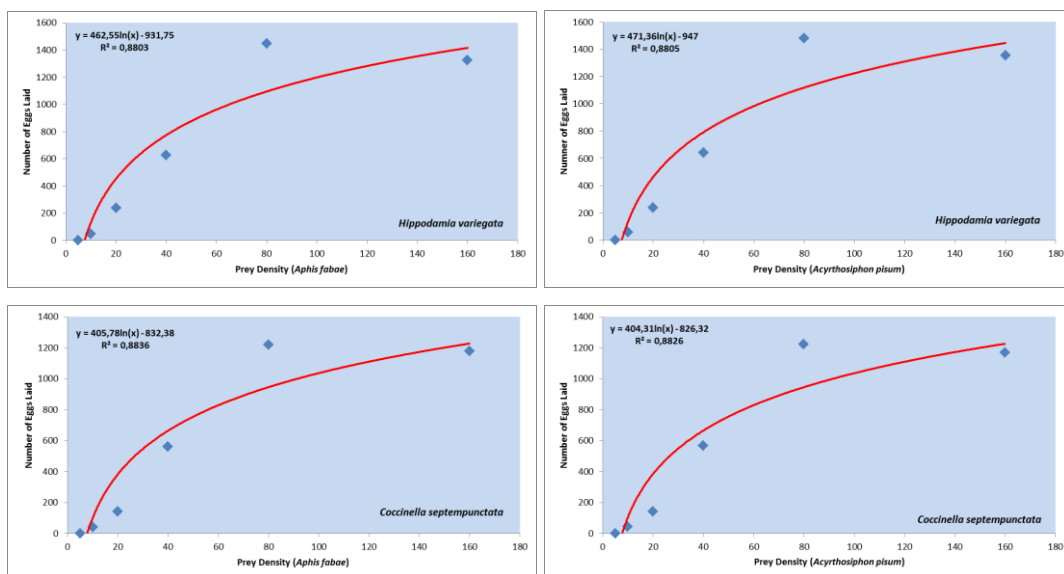 y = 462,55ln(x) - 931,75
R² = 0,8803
Number of Eggs Laid
1600
1400
1200
1000
800
600
400
200
0
0 20 40 60 80 100 120 140 160 180
Hippodamia variegata
Prey Density (Aphis fabae)
y = 471,36ln(x) - 947
R² = 0,8805
Numner of Eggs Laid
1600
1400
1200
1000
800
600
400
200
0
0 20 40 60 80 100 120 140 160 180
Hippodamia variegata
Prey Density (Acyrthosiphon pisum)
y = 405,78ln(x) - 832,38
R² = 0,8836
Number of Eggs Laid
1400
1200
1000
800
600
400
200
0
0 20 40 60 80 100 120 140 160 180
Coccinella septempunctata
Prey Density (Aphis fabae)
y = 404,31ln(x) - 826,32
R² = 0,8826
Number of Eggs Laid
1400
1200
1000
800
600
400
200
0
0 20 40 60 80 100 120 140 160 180
Coccinella septempunctata
Prey Density (Acyrthosiphon pisum)